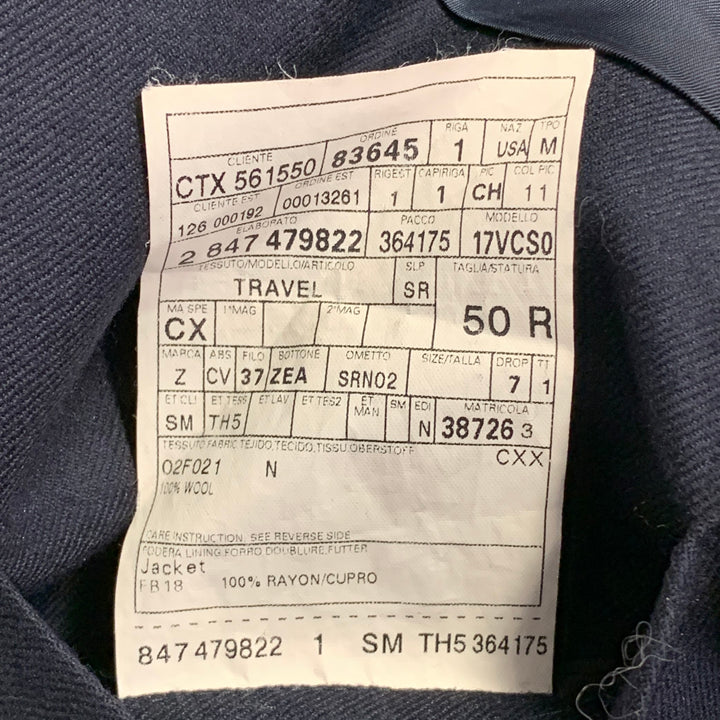 CLIENTE ORDINE RIGA NAZ TPO
CTX 561550 83645 1 USA M
CLIENTE EST ORDINE EST RIGEST CAPIRIGA PIC COL PIC
126 000192 00013261 1 1 CH 11
ELABORATO PACCO MODELLO
2 847 479822 364175 17VCS0
TESSUTO/MODELLO/ARTICOLO SLP TAGLIA/STATURA
TRAVEL SR 50 R
MA SPE 1°MAG 2°MAG
CX
MARCA ABS FILO BOTTONE OMETTO SIZE/TALLA DROP TT
Z CV 37 ZEA SRN02 7 1
ET CLI ET TESS ET LAV ET TES2 ET MAN SM EDI MATRICOLA
SM TH5 N 38726 3
TESSUTO,FABRIC,TEJIDO,TECIDO,TISSU,OBERSTOFF CXX
02F021 N
100% WOOL
CARE INSTRUCTION, SEE REVERSE SIDE
FODERA LINING,FORRO DOUBLURE,FUTTER
Jacket
FB18 100% RAYON/CUPRO
847479822 1 SM TH5 364175